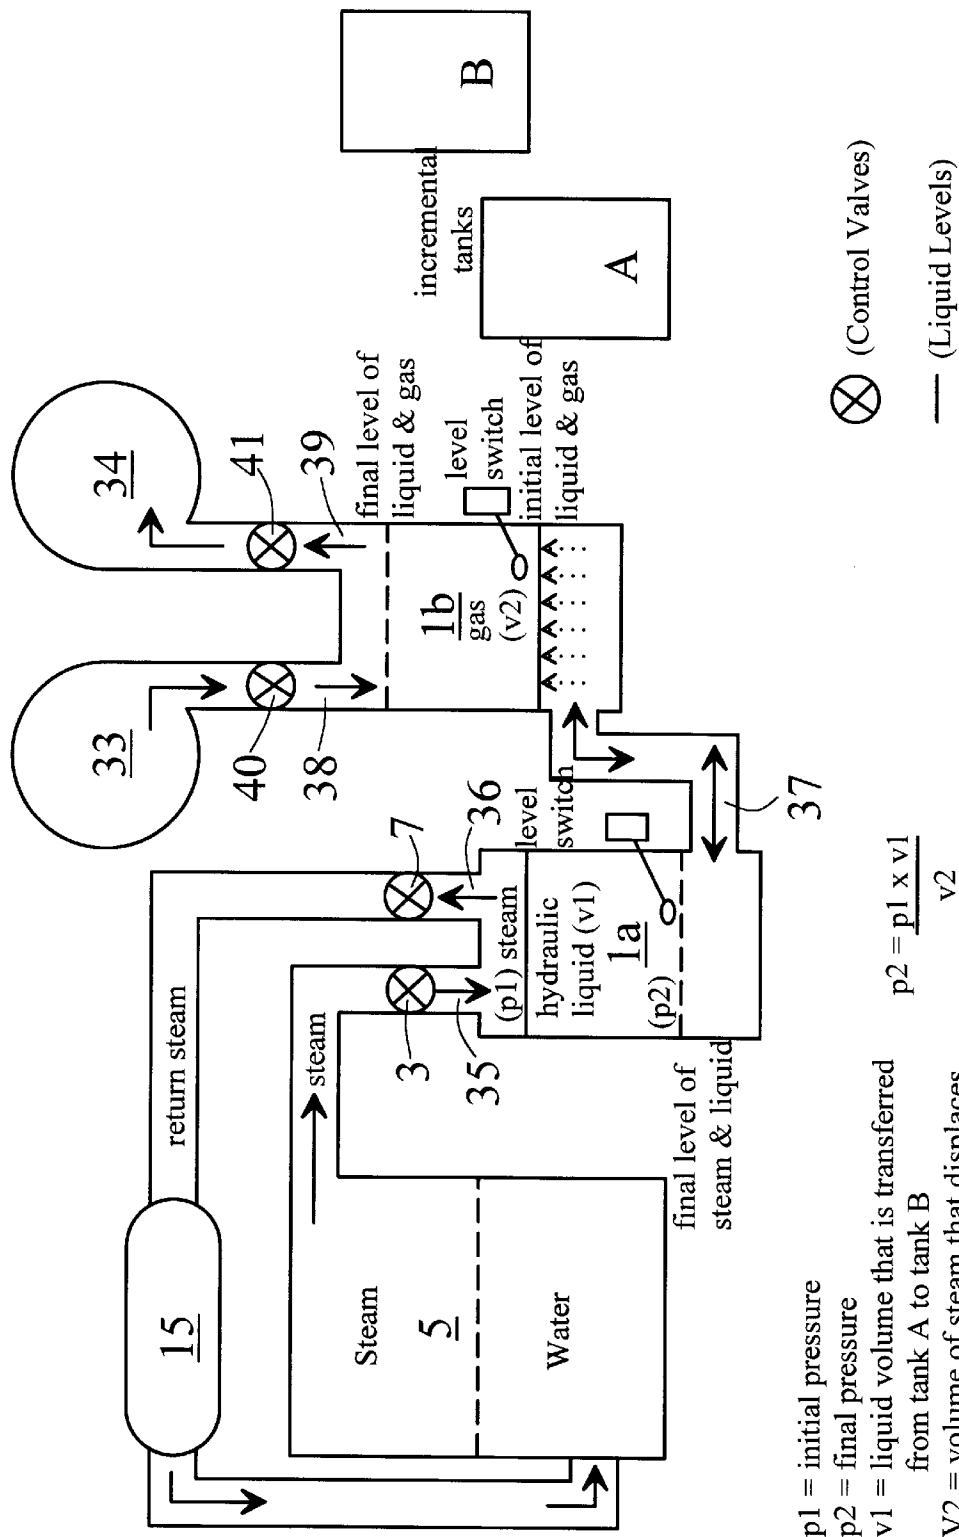 33
34
15
return steam
40
41
38
39
7
36
steam
3
35
Steam
5
Water
final level of
liquid & gas
1b
gas
(v2)
level
switch
initial level of
liquid & gas
incremental
tanks
A
B
(p1) steam
level
switch
hydraulic
liquid (v1)
1a
(p2)
final level of
steam & liquid
37
p1 = initial pressure
p2 = final pressure
v1 = liquid volume that is transferred
from tank A to tank B
V2 = volume of steam that displaces
p2 = p1 x v1
v2
(Control Valves)
(Liquid Levels)